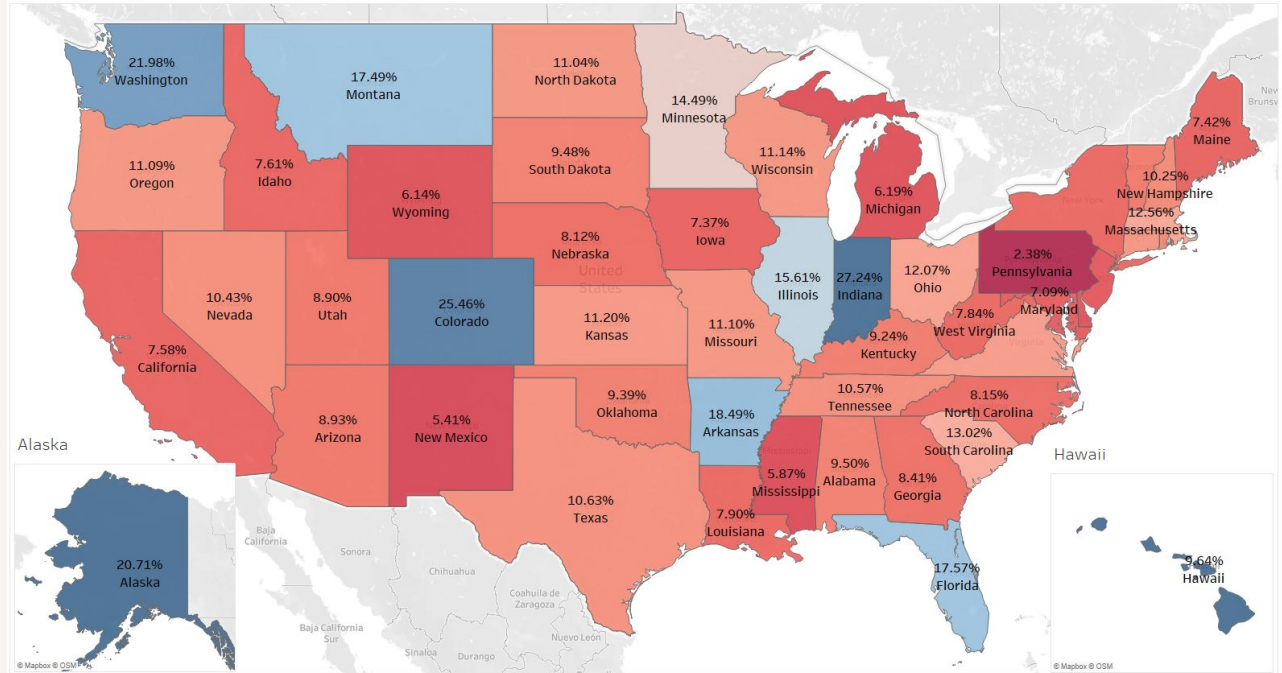 21.98%
Washington
17.49%
Montana
11.04%
North Dakota
14.49%
Minnesota
11.09%
Oregon
7.61%
Idaho
6.14%
Wyoming
9.48%
South Dakota
11.14%
Wisconsin
6.19%
Michigan
7.42%
Maine
New York
10.25%
New Hampshire
12.56%
Massachusetts
7.37%
Iowa
8.12%
Nebraska
United
States
10.43%
Nevada
8.90%
Utah
25.46%
Colorado
11.20%
Kansas
11.10%
Missouri
15.61%
Illinois
27.24%
Indiana
12.07%
Ohio
2.38%
Pennsylvania
7.09%
Maryland
7.84%
West Virginia
Virginia
9.24%
Kentucky
7.58%
California
8.93%
Arizona
5.41%
New Mexico
9.39%
Oklahoma
18.49%
Arkansas
10.57%
Tennessee
8.15%
North Carolina
13.02%
South Carolina
10.63%
Texas
7.90%
Louisiana
5.87%
Mississippi
9.50%
Alabama
8.41%
Georgia
17.57%
Florida
Alaska
20.71%
Alaska
© Mapbox © OSM
Baja
California
Sonora
Chihuahua
Coahuila de
Zaragoza
Baja California
Sur
Sinaloa
Durango
Nuevo León
Hawaii
9.64%
Hawaii
© Mapbox © OSM